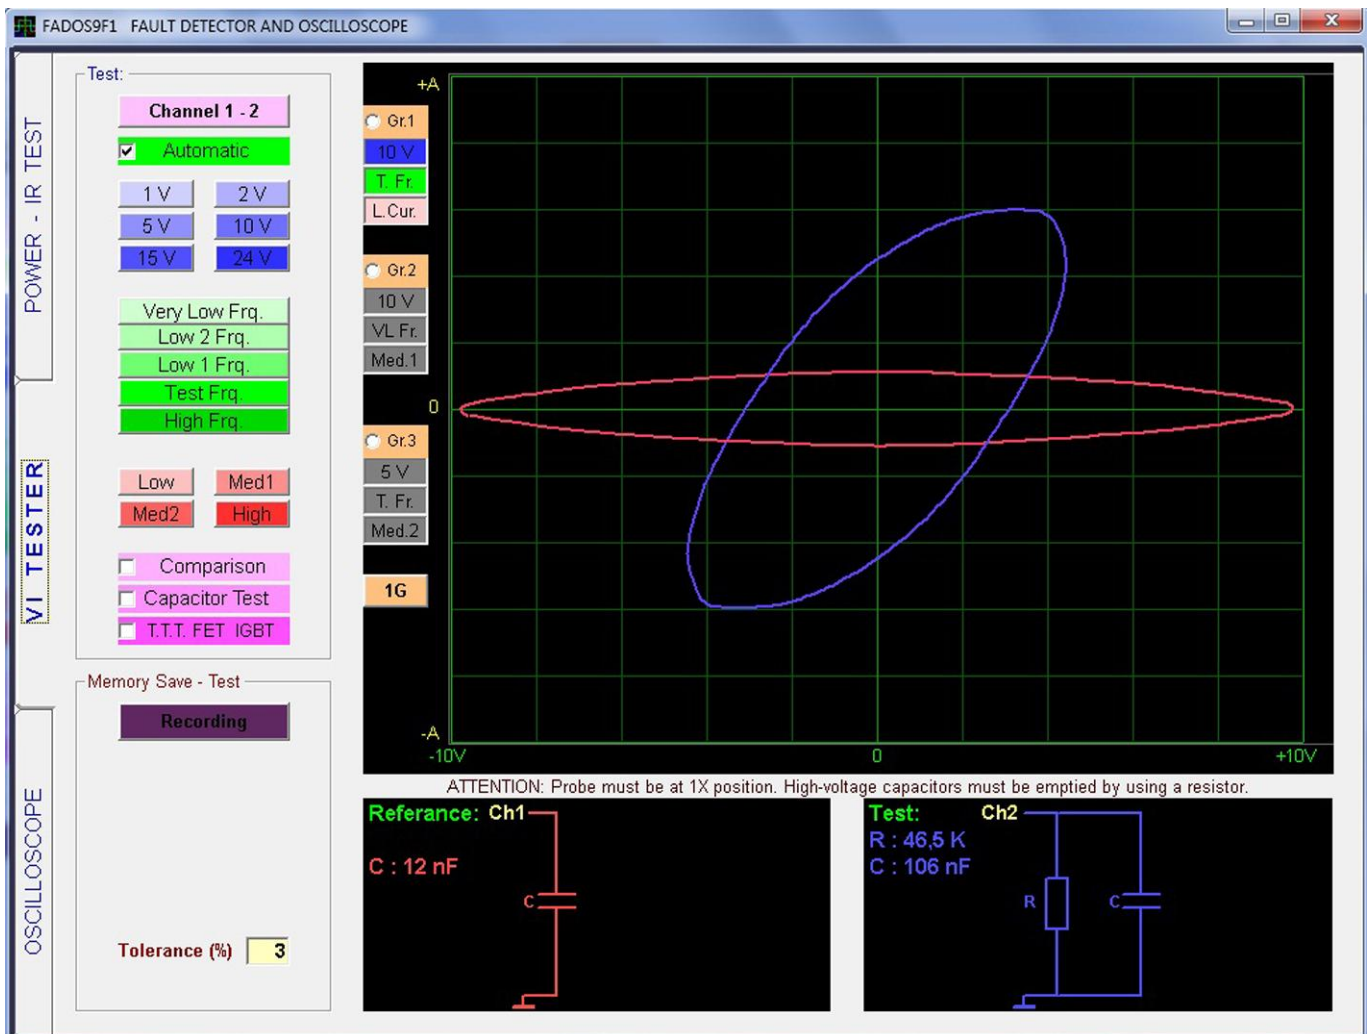 FADOS9F1 FAULT DETECTOR AND OSCILLOSCOPE
POWER - IR TEST
VI TESTER
OSCILLOSCOPE
Test:
Channel 1 - 2
Automatic
1 V 2 V
5 V 10 V
15 V 24 V
Very Low Frq.
Low 2 Frq.
Low 1 Frq.
Test Frq.
High Frq.
Low Med1
Med2 High
Comparison
Capacitor Test
T.T.T. FET IGBT
Memory Save - Test
Recording
Tolerance (%) 3
Gr.1
10 V
T. Fr.
L.Cur.
Gr.2
10 V
VL Fr.
Med.1
Gr.3
5 V
T. Fr.
Med.2
1G
+A
0
-A
-10V 0 +10V
ATTENTION: Probe must be at 1X position. High-voltage capacitors must be emptied by using a resistor.
Referance: Ch1
C : 12 nF
C
Test: Ch2
R : 46,5 K
C : 106 nF
R C